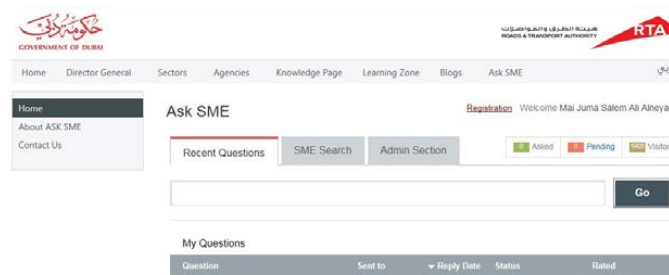 حكومة دبي
GOVERNMENT OF DUBAI
هيئة الطرق والمواصلات
ROADS & TRANSPORT AUTHORITY
RTA
Home Director General Sectors Agencies Knowledge Page Learning Zone Blogs Ask SME
Home
About ASK SME
Contact Us
Ask SME
Registration Welcome Mai Juma Salem Ali Alneya
Recent Questions SME Search Admin Section
0 Asked 0 Pending 1905 Visitor
Go
My Questions
Question Sent to Reply Date Status Rated